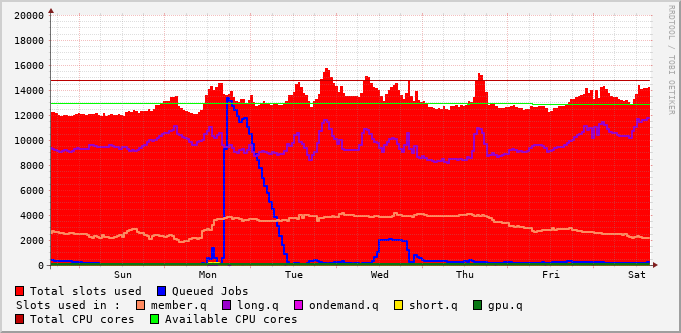 20000
18000
16000
14000
12000
10000
8000
6000
4000
2000
0
Sun Mon Tue Wed Thu Fri Sat
RRDTOOL / TOBI OETIKER
Total slots used Queued Jobs
Slots used in : member.q long.q ondemand.q short.q gpu.q
Total CPU cores Available CPU cores